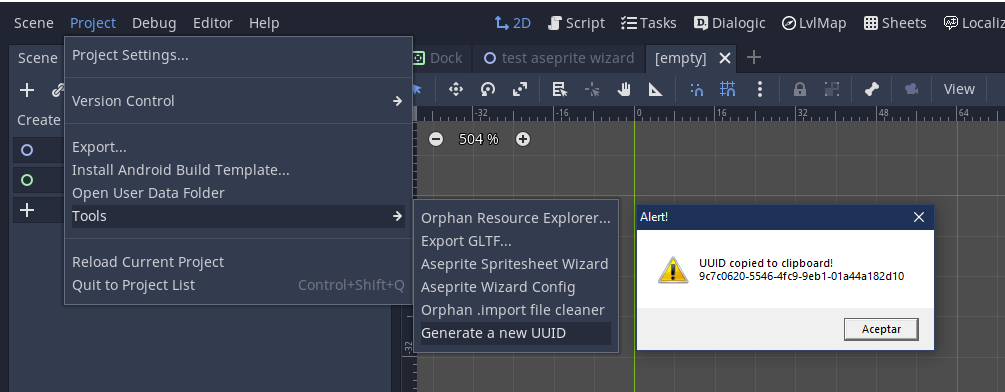 Scene Project Debug Editor Help 2D Script Tasks Dialogic LvlMap Sheets Localiz
Scene Dock test aseprite wizard [empty]
Create
View
-32 -16 0 16 32 48 64
504 %
-32
Project Settings...
Version Control
Export...
Install Android Build Template...
Open User Data Folder
Tools
Reload Current Project
Quit to Project List Control+Shift+Q
Orphan Resource Explorer...
Export GLTF...
Aseprite Spritesheet Wizard
Aseprite Wizard Config
Orphan .import file cleaner
Generate a new UUID
Alert!
UUID copied to clipboard!
9c7c0620-5546-4fc9-9eb1-01a44a182d10
Aceptar